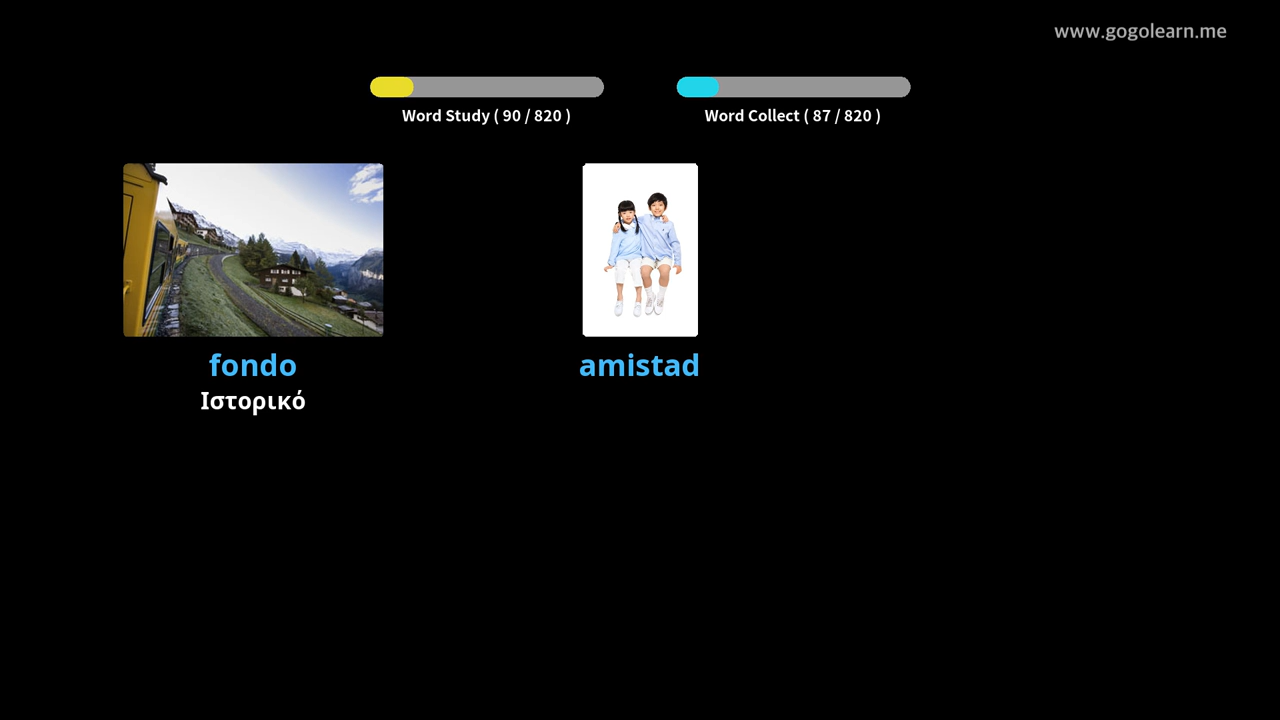 www.gogolearn.me
Word Study ( 90 / 820 )
Word Collect ( 87 / 820 )
fondo
Ιστορικό
amistad